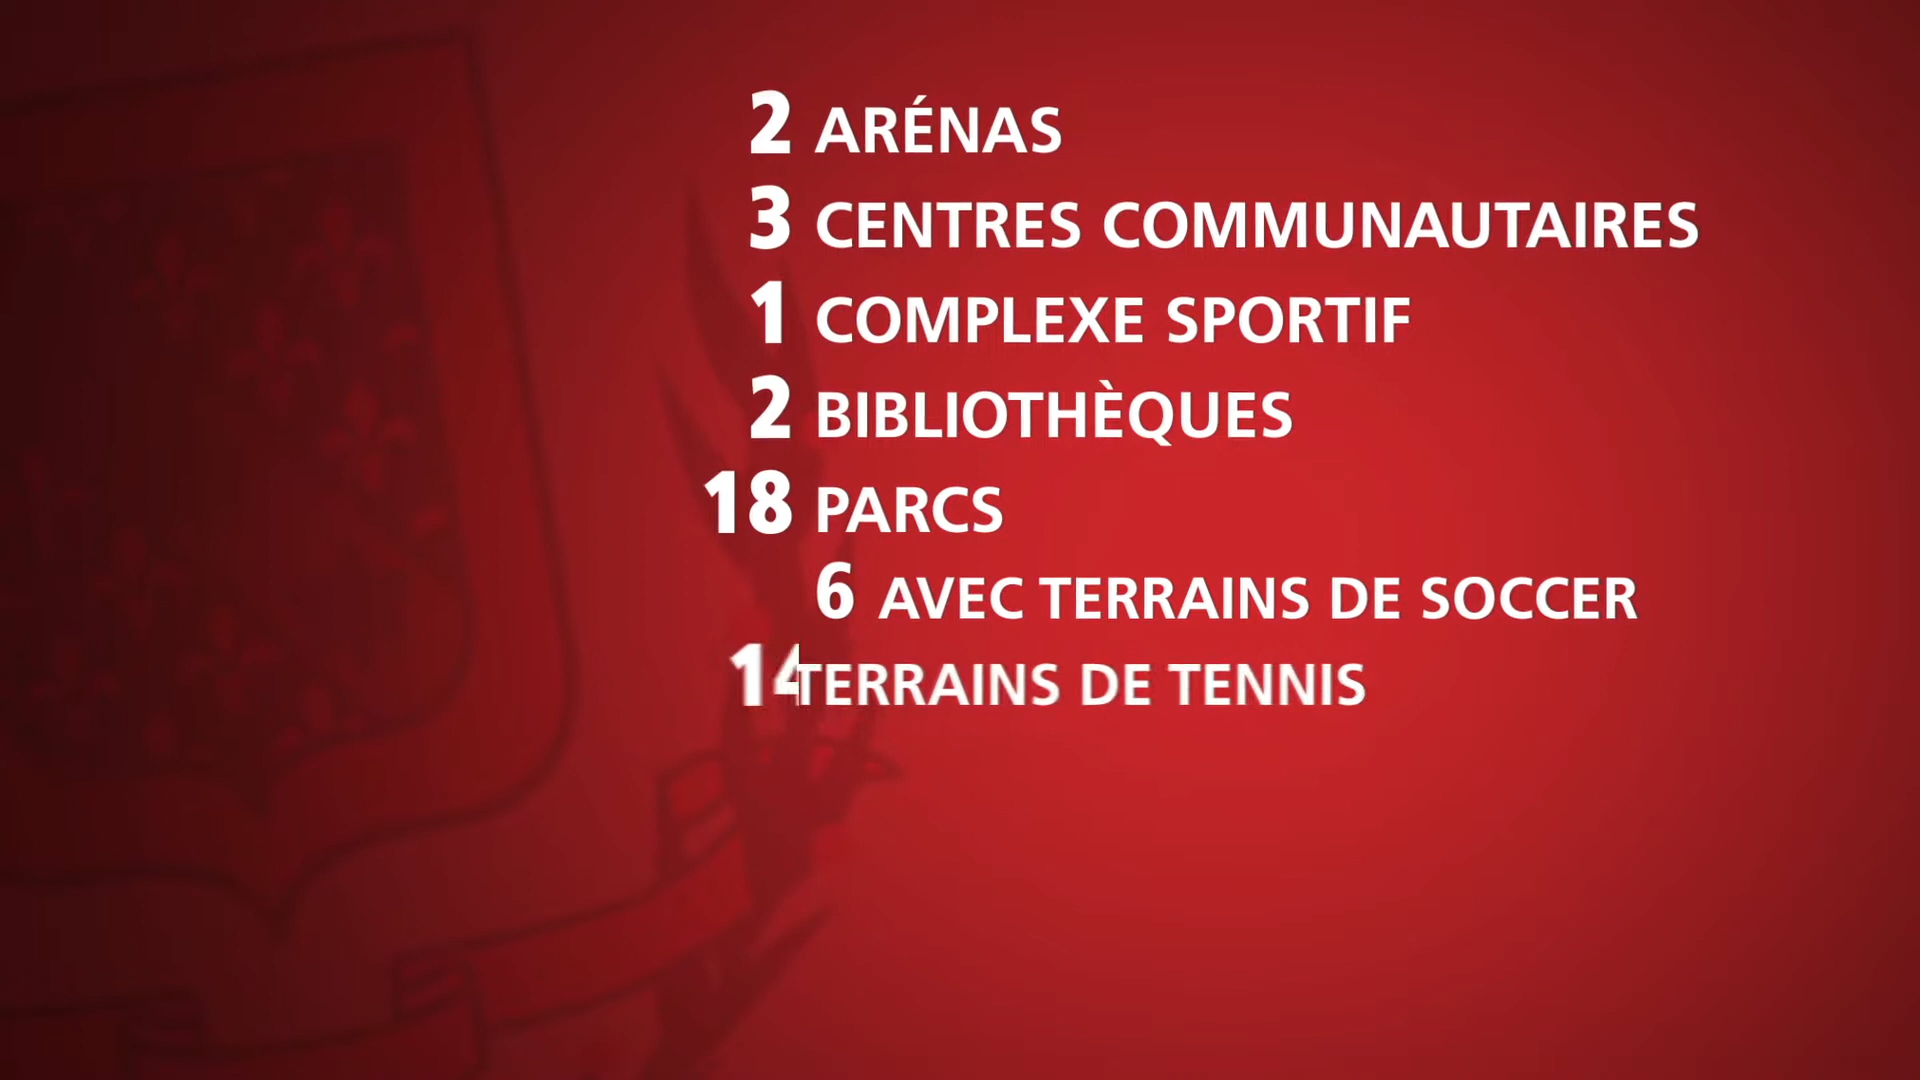 2 ARÉNAS
3 CENTRES COMMUNAUTAIRES
1 COMPLEXE SPORTIF
2 BIBLIOTHÈQUES
18 PARCS
6 AVEC TERRAINS DE SOCCER
14 TERRAINS DE TENNIS